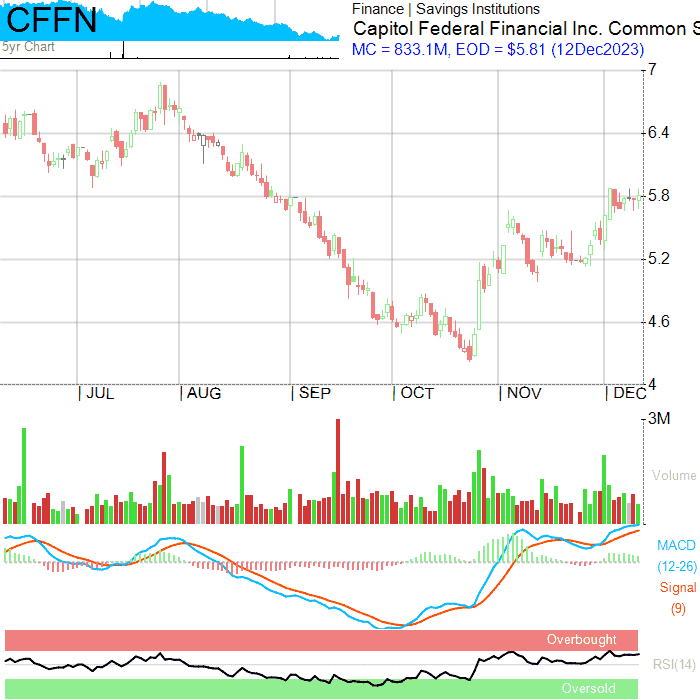 CFFN
5yr Chart
Finance | Savings Institutions
Capitol Federal Financial Inc. Common S
MC = 833.1M, EOD = $5.81 (12Dec2023)
7
6.4
5.8
5.2
4.6
4
| JUL | AUG | SEP | OCT | NOV | DEC
3M
Volume
MACD
(12-26)
Signal
(9)
Overbought
RSI(14)
Oversold